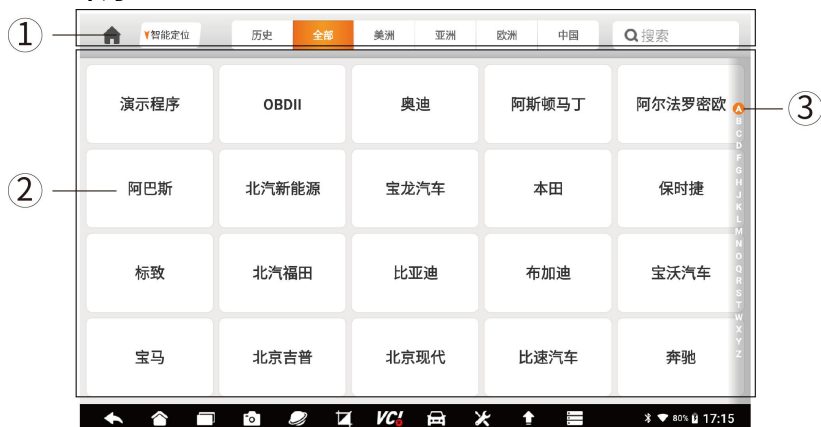 ① 智能定位 历史 全部 美洲 亚洲 欧洲 中国 搜索
演示程序 OBDII 奥迪 阿斯顿马丁 阿尔法罗密欧
② 阿巴斯 北汽新能源 宝龙汽车 本田 保时捷
标致 北汽福田 比亚迪 布加迪 宝沃汽车
宝马 北京吉普 北京现代 比速汽车 奔驰
③
A
B
C
D
F
G
H
J
K
L
M
N
O
Q
R
S
T
W
X
Y
Z
VC! 80% 17:15